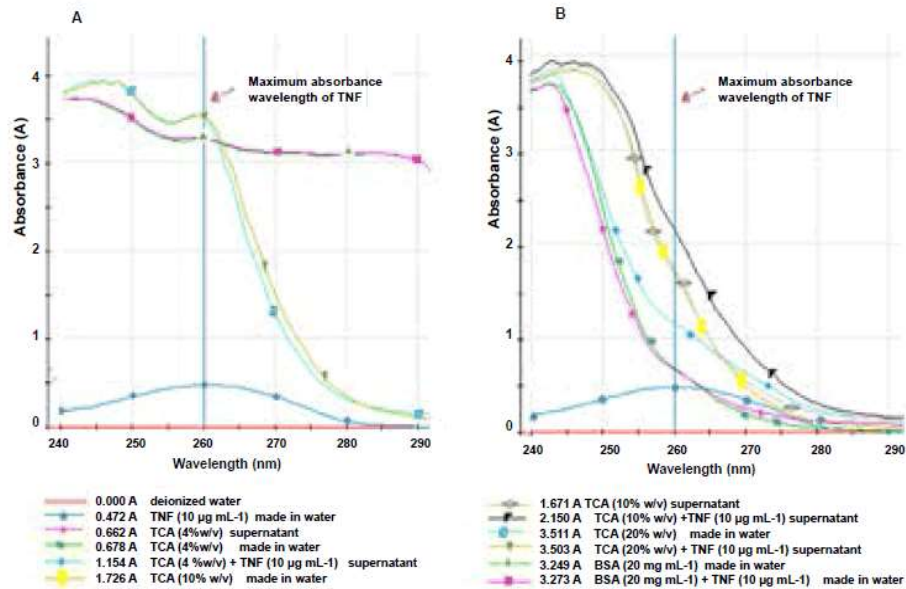 A
B
Maximum absorbance
wavelength of TNF
Maximum absorbance
wavelength of TNF
Absorbance (A)
4
3
2
1
0
240
250
260
270
280
290
Wavelength (nm)
Absorbance (A)
4
3
2
1
0
240
250
260
270
280
290
Wavelength (nm)
0.000 A deionized water
0.472 A TNF (10 µg mL-1) made in water
0.662 A TCA (4%w/v) supernatant
0.678 A TCA (4%w/v) made in water
1.154 A TCA (4 %w/v) + TNF (10 µg mL-1) supernatant
1.726 A TCA (10% w/v) made in water
1.671 A TCA (10% w/v) supernatant
2.150 A TCA (10% w/v) +TNF (10 µg mL-1) supernatant
3.511 A TCA (20% w/v) made in water
3.503 A TCA (20% w/v) + TNF (10 µg mL-1) supernatant
3.249 A BSA (20 mg mL-1) made in water
3.273 A BSA (20 mg mL-1) + TNF (10 µg mL-1) made in water